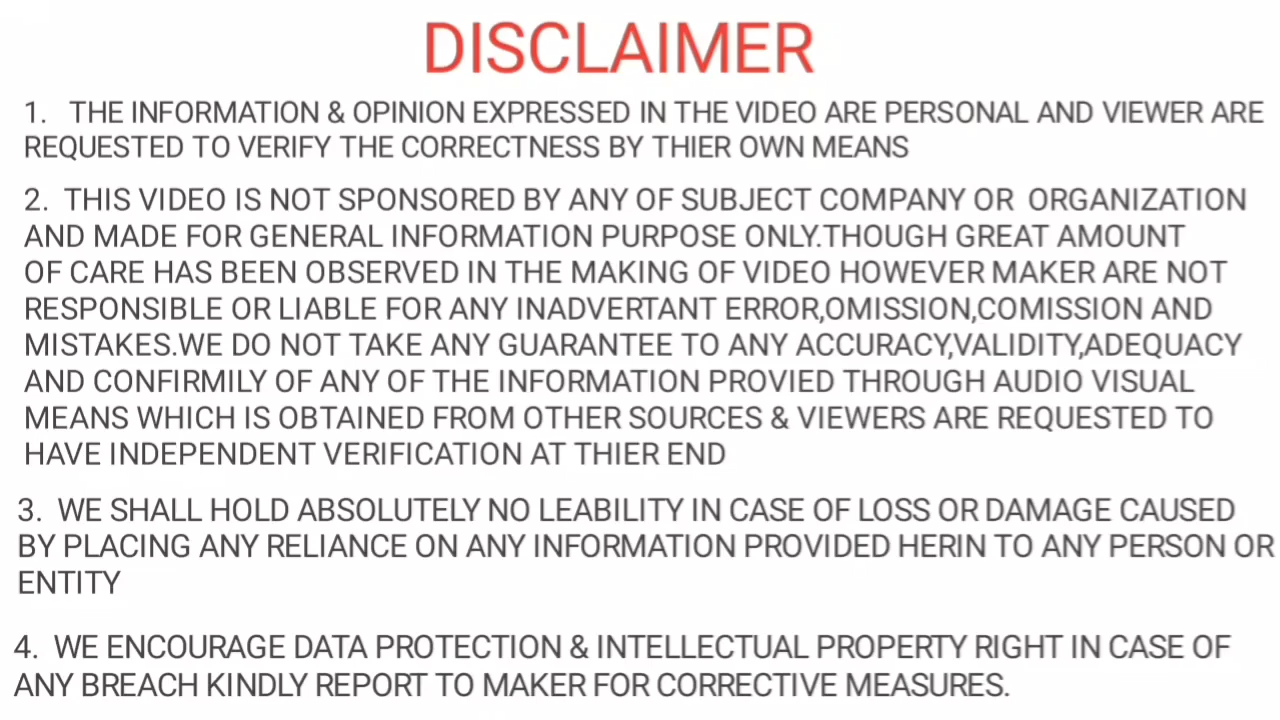 DISCLAIMER
1. THE INFORMATION & OPINION EXPRESSED IN THE VIDEO ARE PERSONAL AND VIEWER ARE
REQUESTED TO VERIFY THE CORRECTNESS BY THIER OWN MEANS
2. THIS VIDEO IS NOT SPONSORED BY ANY OF SUBJECT COMPANY OR ORGANIZATION
AND MADE FOR GENERAL INFORMATION PURPOSE ONLY.THOUGH GREAT AMOUNT
OF CARE HAS BEEN OBSERVED IN THE MAKING OF VIDEO HOWEVER MAKER ARE NOT
RESPONSIBLE OR LIABLE FOR ANY INADVERTANT ERROR,OMISSION,COMISSION AND
MISTAKES.WE DO NOT TAKE ANY GUARANTEE TO ANY ACCURACY,VALIDITY,ADEQUACY
AND CONFIRMILY OF ANY OF THE INFORMATION PROVIED THROUGH AUDIO VISUAL
MEANS WHICH IS OBTAINED FROM OTHER SOURCES & VIEWERS ARE REQUESTED TO
HAVE INDEPENDENT VERIFICATION AT THIER END
3. WE SHALL HOLD ABSOLUTELY NO LEABILITY IN CASE OF LOSS OR DAMAGE CAUSED
BY PLACING ANY RELIANCE ON ANY INFORMATION PROVIDED HERIN TO ANY PERSON OR
ENTITY
4. WE ENCOURAGE DATA PROTECTION & INTELLECTUAL PROPERTY RIGHT IN CASE OF
ANY BREACH KINDLY REPORT TO MAKER FOR CORRECTIVE MEASURES.